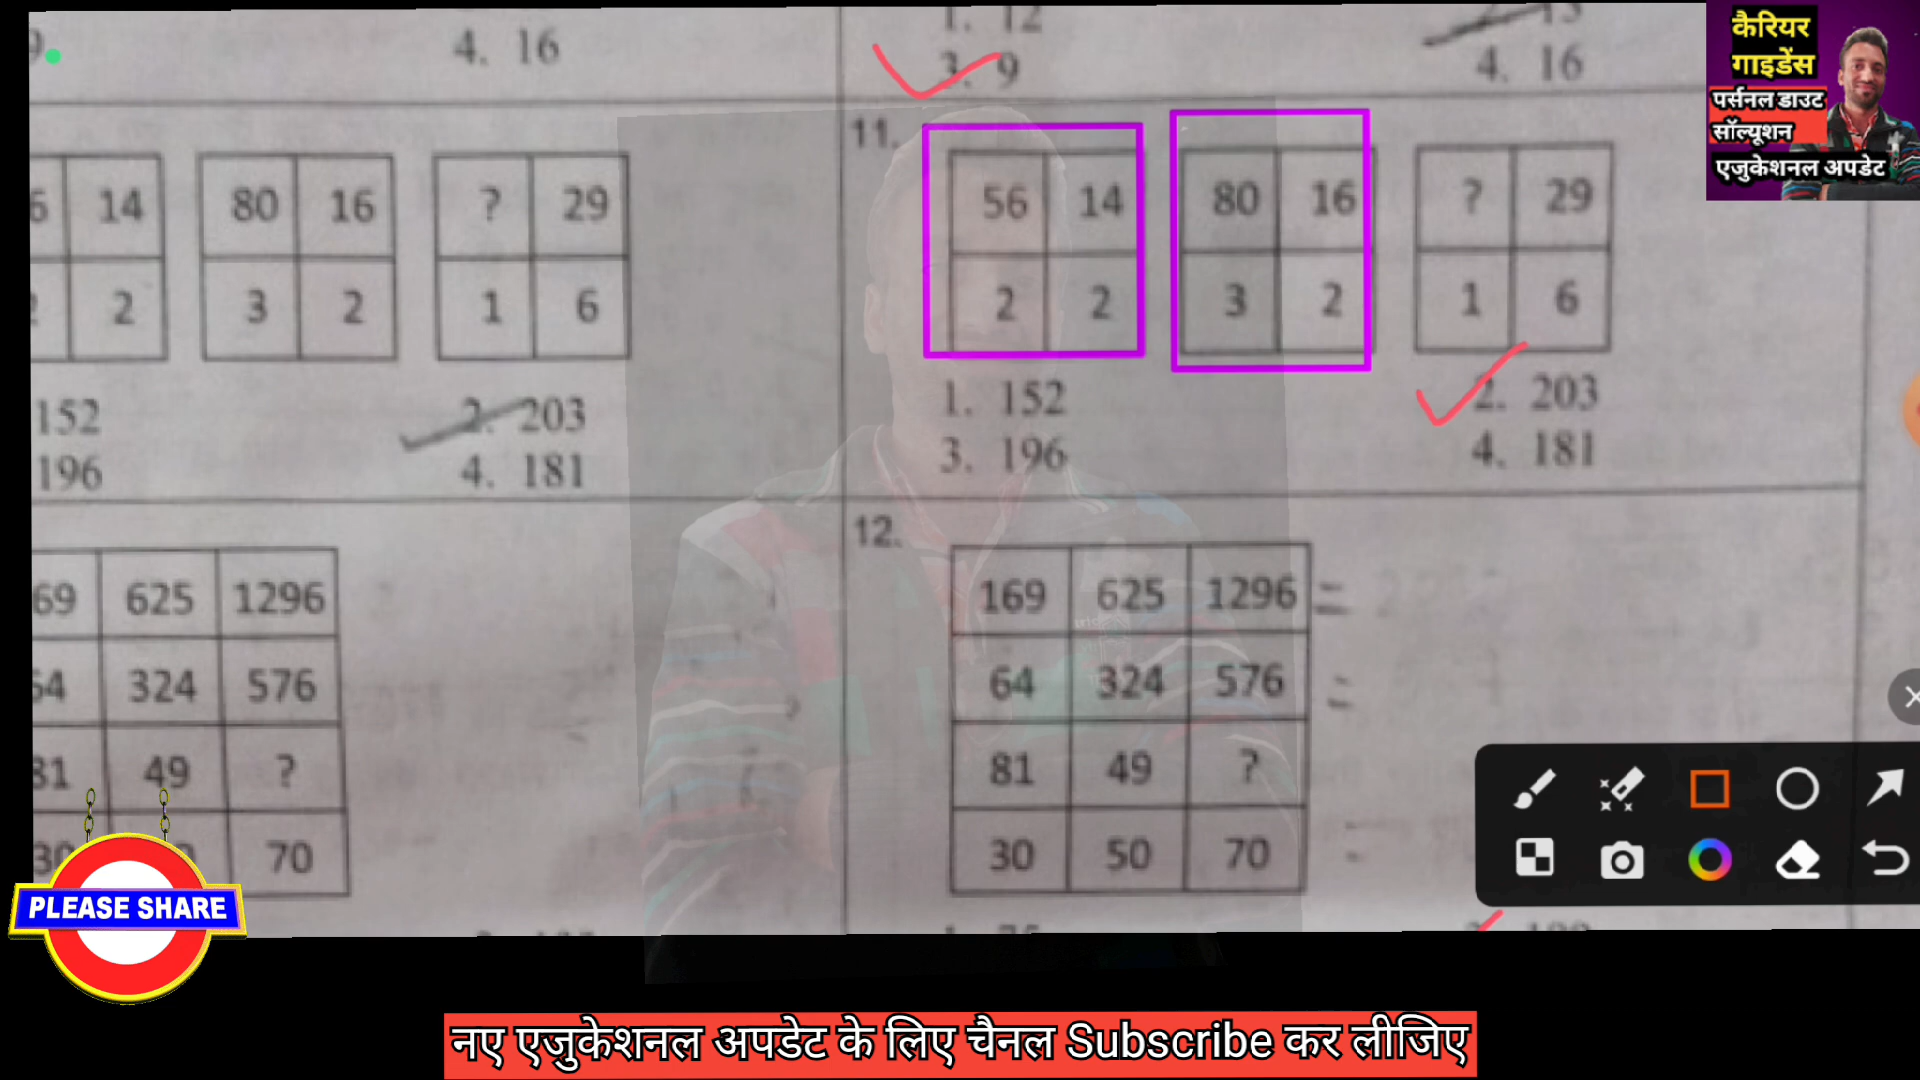 4. 16
3. 9
4. 16
कैरियर
गाइडेंस
पर्सनल डाउट
सॉल्यूशन
एजुकेशनल अपडेट
14
80 16
? 29
2
3 2
1 6
152
2. 203
196
4. 181
11.
56 14
80 16
? 29
2 2
3 2
1 6
1. 152
2. 203
3. 196
4. 181
69 625 1296
324 576
49 ?
70
12.
169 625 1296
64 324 576
81 49 ?
30 50 70
PLEASE SHARE
नए एजुकेशनल अपडेट के लिए चैनल Subscribe कर लीजिए